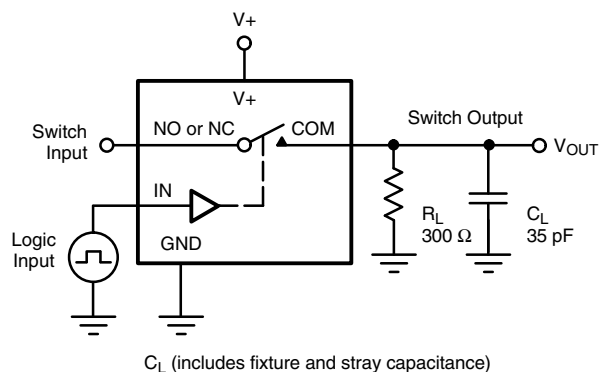 V+
V+
Switch Output
Switch
Input
NO or NC
COM
VOUT
IN
RL
300 Ω
CL
35 pF
Logic
Input
GND
CL (includes fixture and stray capacitance)